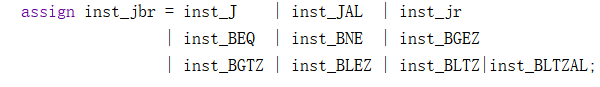 assign inst_jbr = inst_J | inst_JAL | inst_jr
| inst_BEQ | inst_BNE | inst_BGEZ
| inst_BGTZ | inst_BLEZ | inst_BLTZ|inst_BLTZAL;